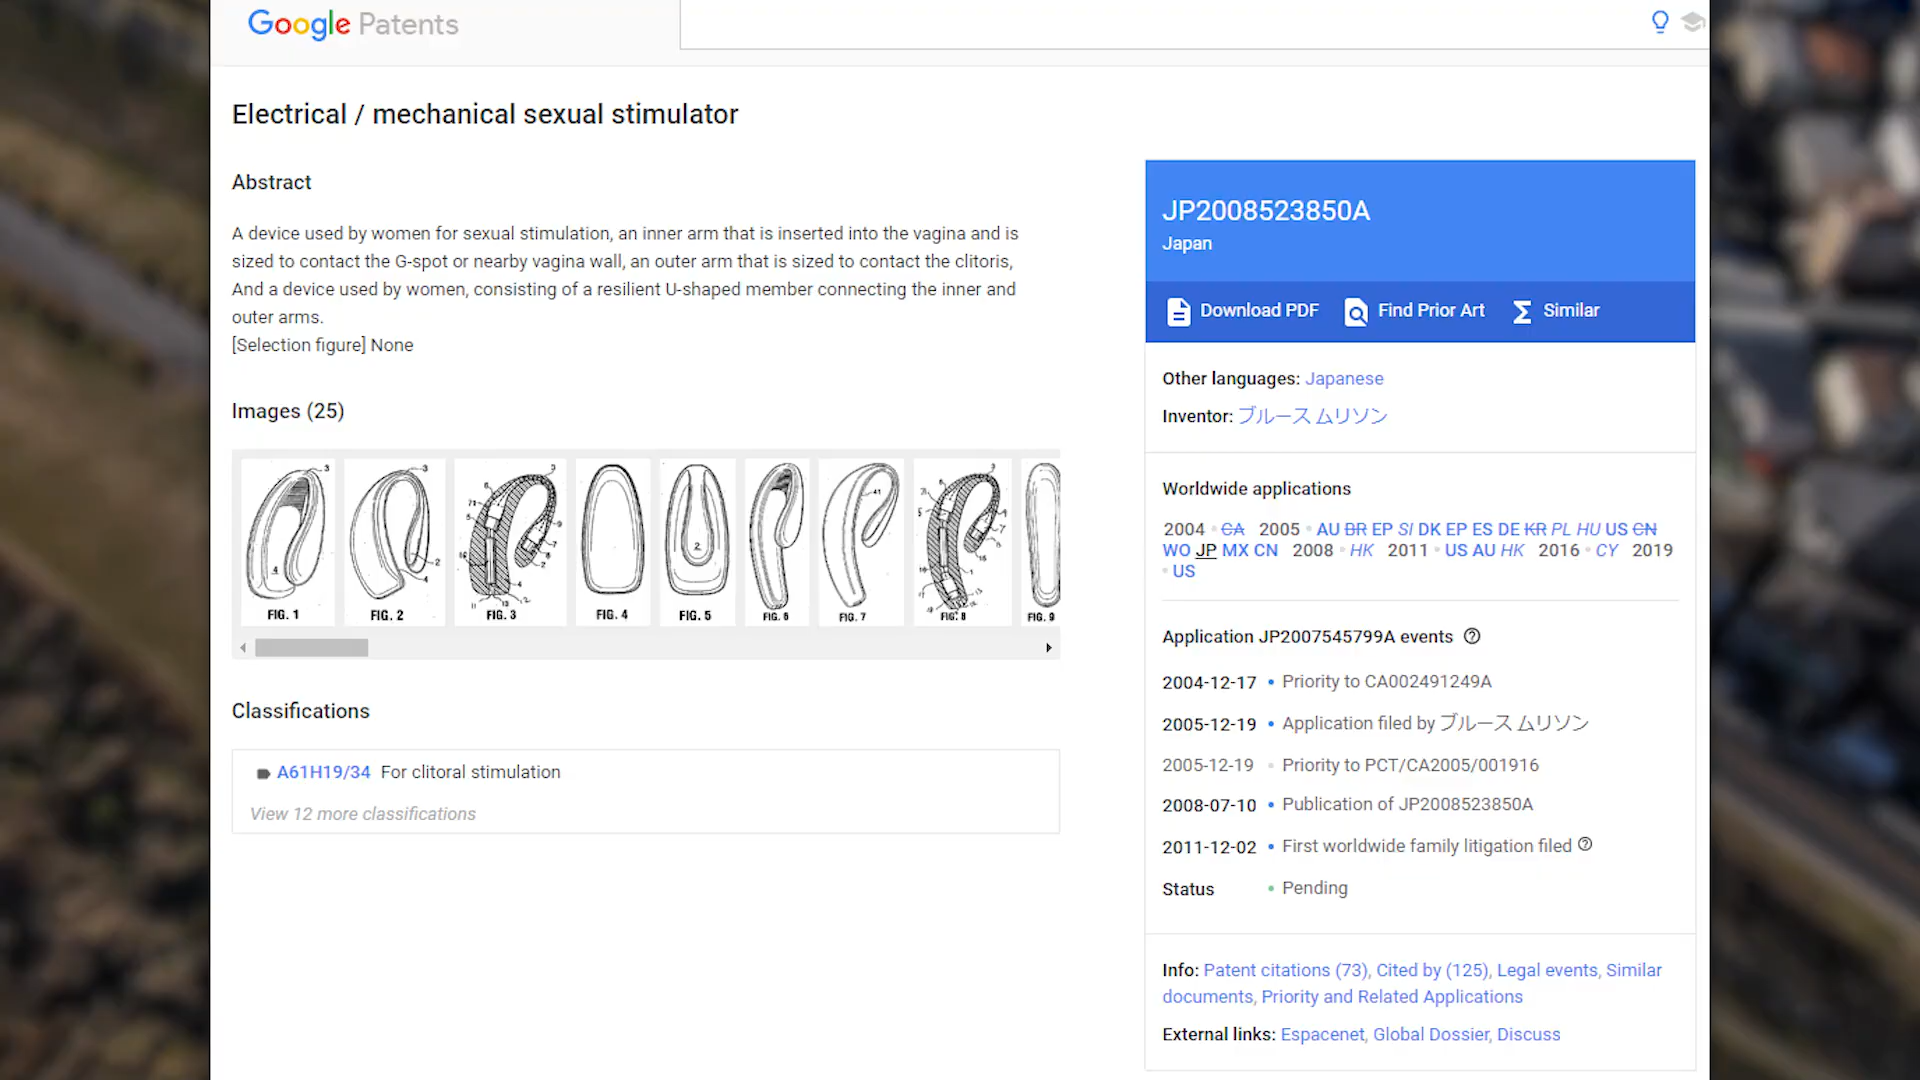 Google Patents
Electrical / mechanical sexual stimulator
Abstract
A device used by women for sexual stimulation, an inner arm that is inserted into the vagina and is
sized to contact the G-spot or nearby vagina wall, an outer arm that is sized to contact the clitoris,
And a device used by women, consisting of a resilient U-shaped member connecting the inner and
outer arms.
[Selection figure] None
Images (25)
FIG. 1
FIG. 2
FIG. 3
FIG. 4
FIG. 5
FIG. 6
FIG. 7
FIG. 8
FIG. 9
Classifications
A61H19/34 For clitoral stimulation
View 12 more classifications
JP2008523850A
Japan
Download PDF Find Prior Art Similar
Other languages: Japanese
Inventor: ブルース ムリソン
Worldwide applications
2004 CA 2005 AU BR EP SI DK EP ES DE KR PL HU US CN
WO JP MX CN 2008 HK 2011 US AU HK 2016 CY 2019
US
Application JP2007545799A events
2004-12-17 Priority to CA002491249A
2005-12-19 Application filed by ブルース ムリソン
2005-12-19 Priority to PCT/CA2005/001916
2008-07-10 Publication of JP2008523850A
2011-12-02 First worldwide family litigation filed
Status Pending
Info: Patent citations (73), Cited by (125), Legal events, Similar
documents, Priority and Related Applications
External links: Espacenet, Global Dossier, Discuss